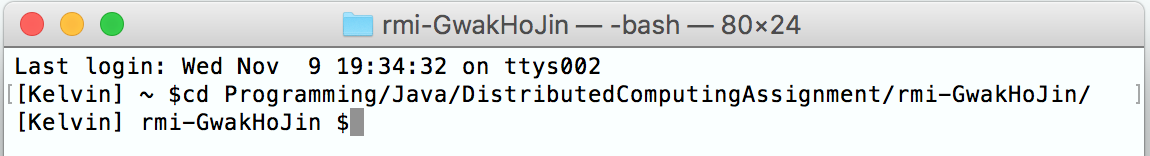 rmi-GwakHoJin — -bash — 80×24
Last login: Wed Nov  9 19:34:32 on ttys002
[[Kelvin] ~ $cd Programming/Java/DistributedComputingAssignment/rmi-GwakHoJin/ ]
[Kelvin] rmi-GwakHoJin $